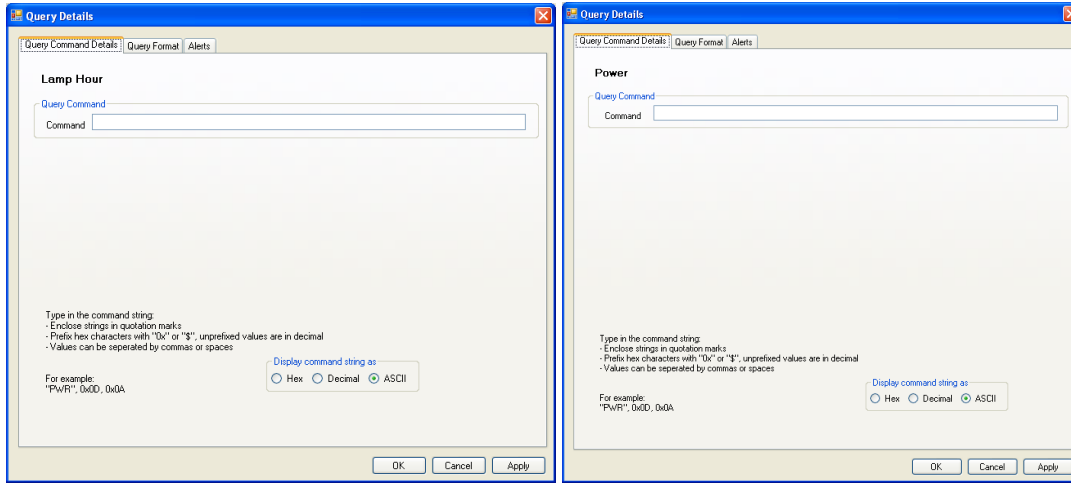 Query Details
Query Command Details Query Format Alerts
Lamp Hour
Query Command
Command
Type in the command string:
- Enclose strings in quotation marks
- Prefix hex characters with "0x" or "$", unprefixed values are in decimal
- Values can be seperated by commas or spaces
Display command string as
Hex Decimal ASCII
For example:
"PWR", 0x0D, 0x0A
OK Cancel Apply
Query Details
Query Command Details Query Format Alerts
Power
Query Command
Command
Type in the command string:
- Enclose strings in quotation marks
- Prefix hex characters with "0x" or "$", unprefixed values are in decimal
- Values can be seperated by commas or spaces
Display command string as
Hex Decimal ASCII
For example:
"PWR", 0x0D, 0x0A
OK Cancel Apply